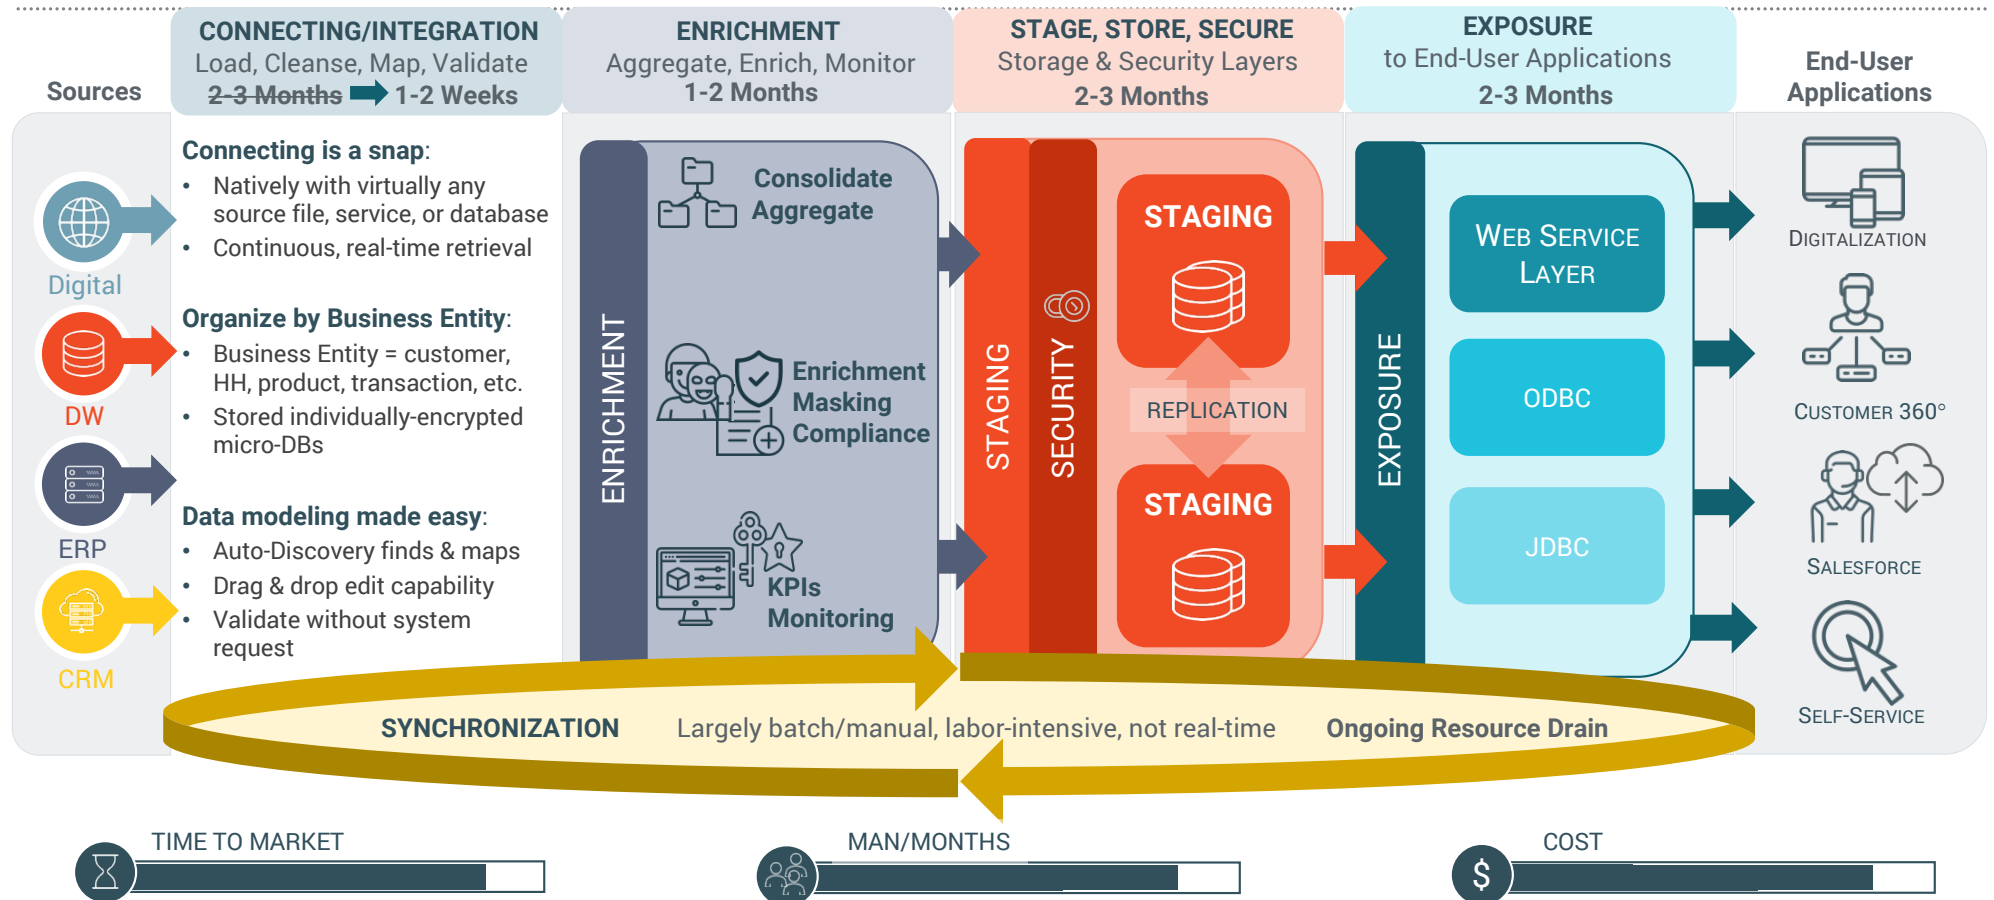 Sources
CONNECTING/INTEGRATION
Load, Cleanse, Map, Validate
2-3 Months 1-2 Weeks
ENRICHMENT
Aggregate, Enrich, Monitor
1-2 Months
STAGE, STORE, SECURE
Storage & Security Layers
2-3 Months
EXPOSURE
to End-User Applications
2-3 Months
End-User
Applications
Digital
DW
ERP
CRM
Connecting is a snap:
• Natively with virtually any
source file, service, or database
• Continuous, real-time retrieval
Organize by Business Entity:
• Business Entity = customer,
HH, product, transaction, etc.
• Stored individually-encrypted
micro-DBs
Data modeling made easy:
• Auto-Discovery finds & maps
• Drag & drop edit capability
• Validate without system
request
ENRICHMENT
Consolidate
Aggregate
Enrichment
Masking
Compliance
KPIs
Monitoring
STAGING
SECURITY
STAGING
REPLICATION
STAGING
EXPOSURE
WEB SERVICE
LAYER
ODBC
JDBC
DIGITALIZATION
CUSTOMER 360°
SALESFORCE
SELF-SERVICE
SYNCHRONIZATION Largely batch/manual, labor-intensive, not real-time Ongoing Resource Drain
TIME TO MARKET
MAN/MONTHS
$ COST